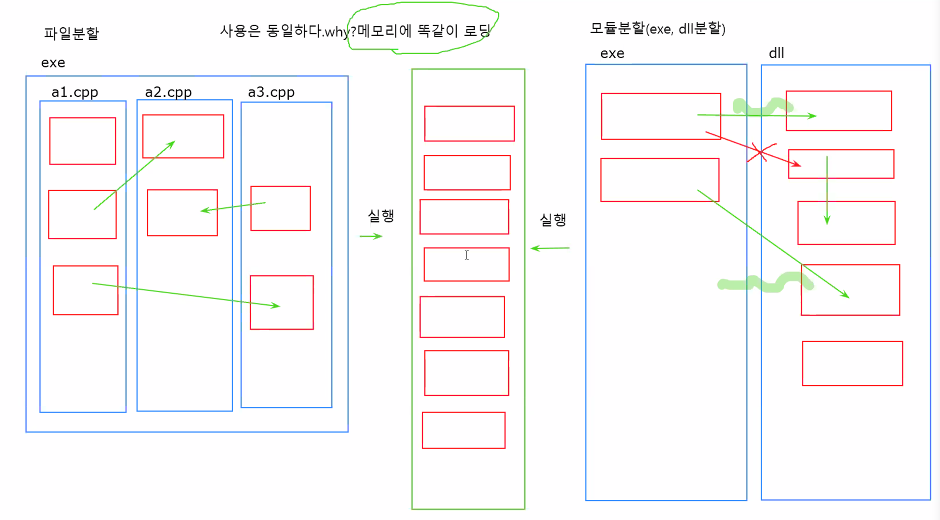 파일분할
사용은 동일하다.why?메모리에 똑같이 로딩
모듈분할(exe, dll분할)
exe
exe
dll
a1.cpp
a2.cpp
a3.cpp
실행
실행